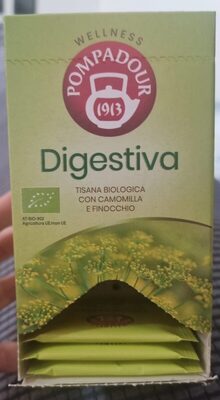 WELLNESS
POMPADOUR
1913
Digestiva
TISANA BIOLOGICA
CON CAMOMILLA
E FINOCCHIO
Agricoltura UE/non UE